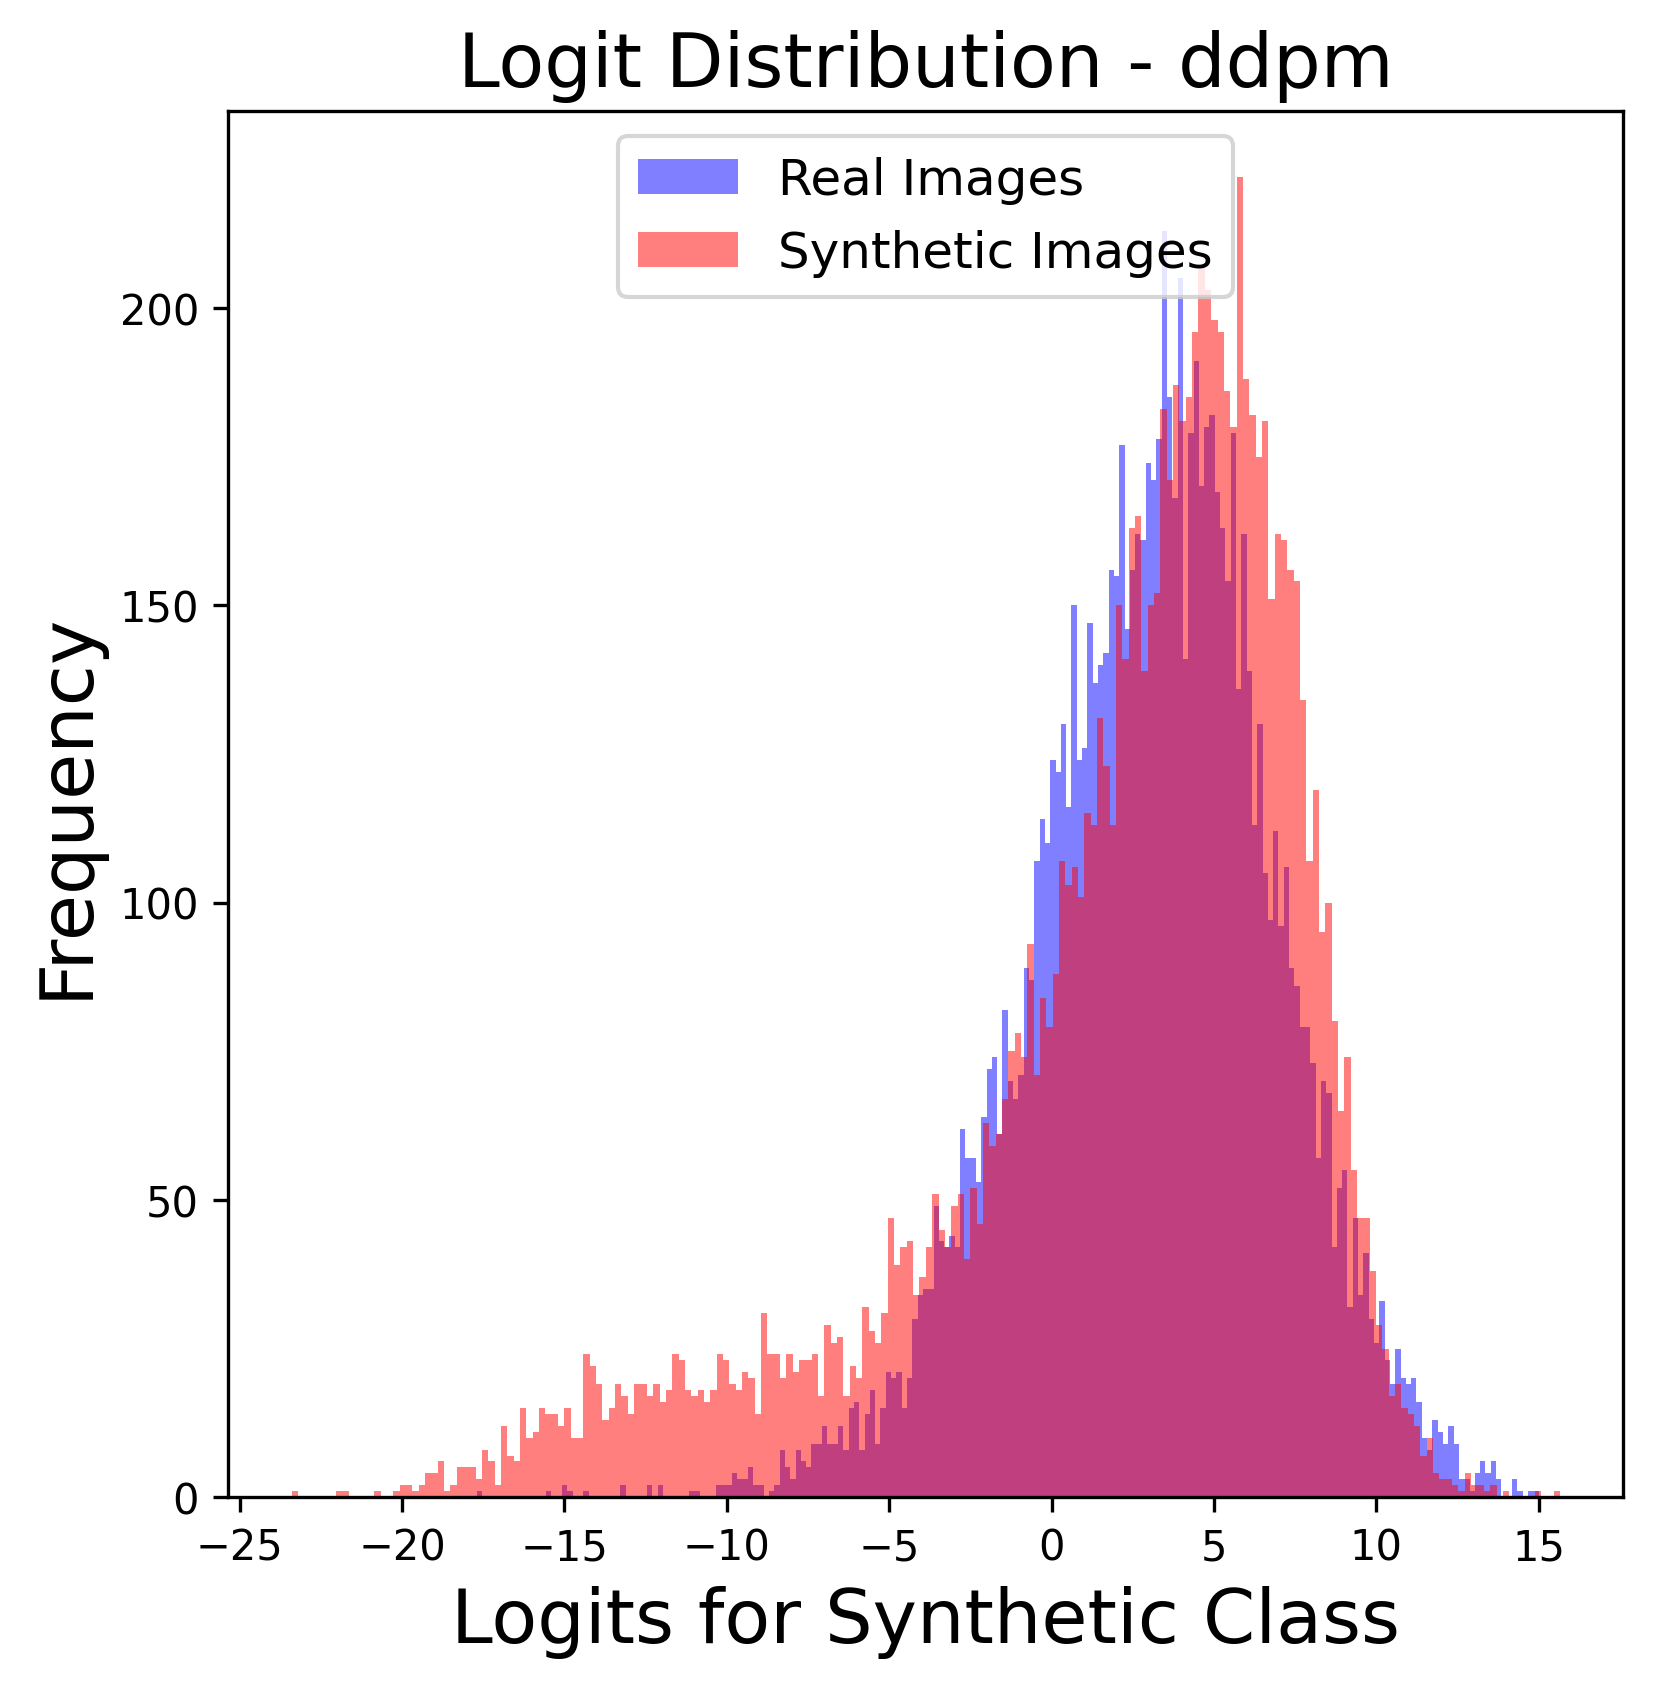 Logit Distribution - ddpm
Real Images
Synthetic Images
Frequency
200
150
100
50
0
−25 −20 −15 −10 −5 0 5 10 15
Logits for Synthetic Class